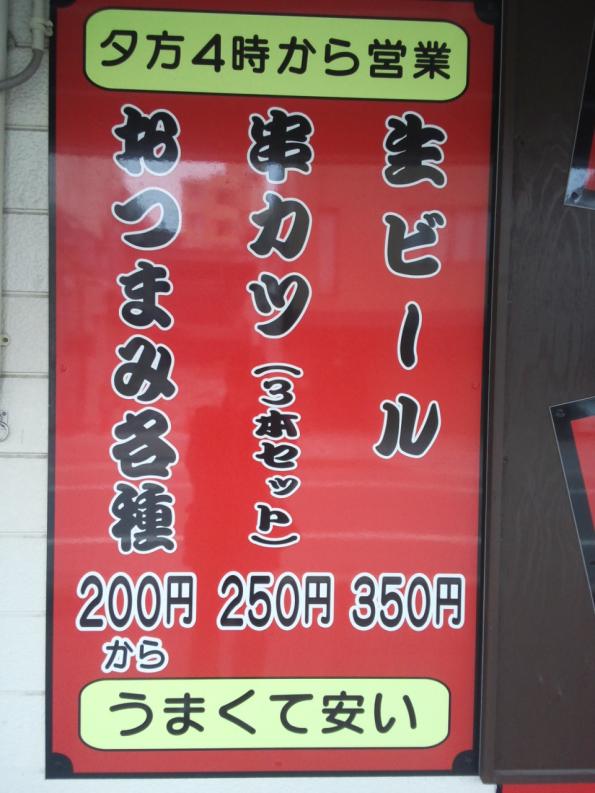 夕方4時から営業
生ビール
350円
串カツ(3本セット)
250円
おつまみ各種
200円
から
うまくて安い